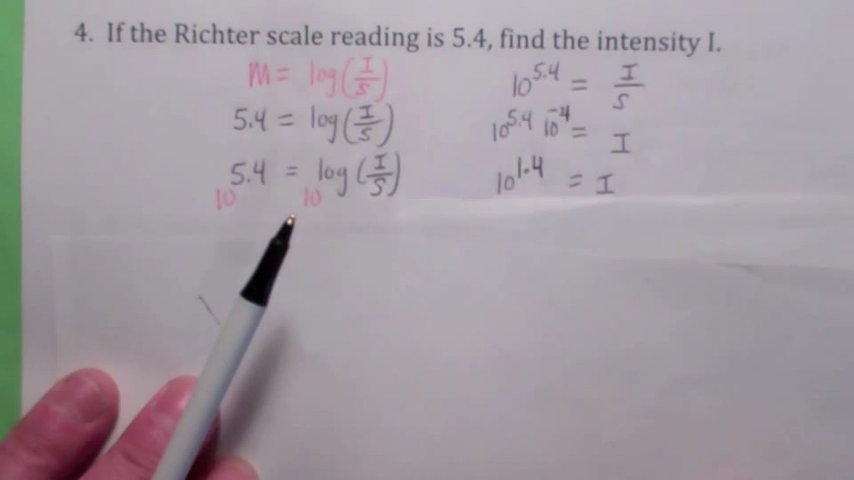 4. If the Richter scale reading is 5.4, find the intensity I.
M = log(I/S)
5.4 = log(I/S)
10^5.4 = 10^log(I/S)
10^5.4 = I/S
10^5.4 10^-4 = I
10^1.4 = I